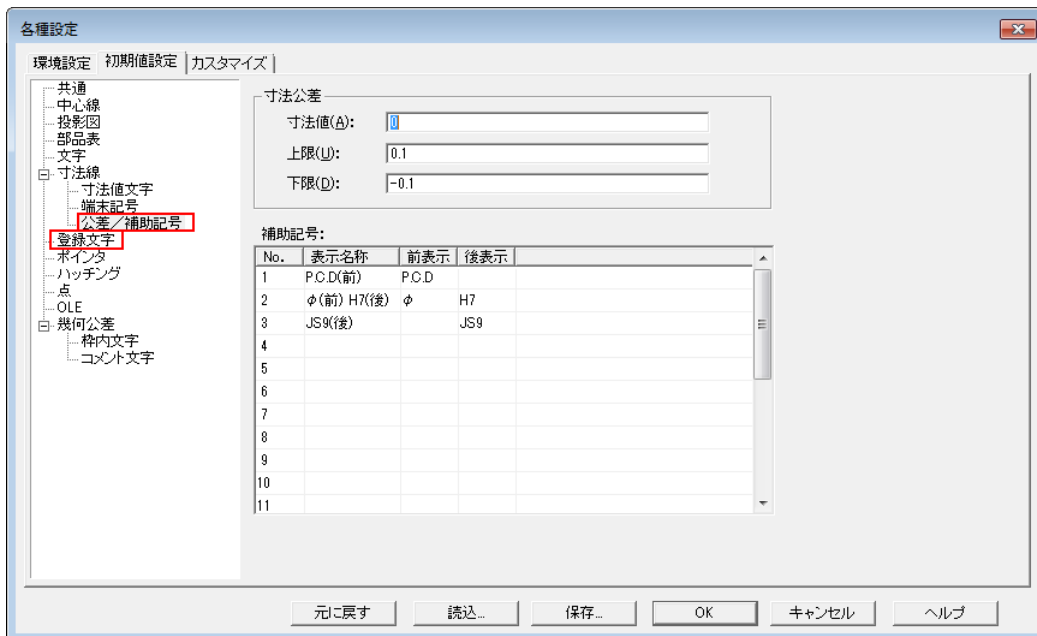 各種設定
環境設定 初期値設定 カスタマイズ
共通
中心線
投影図
部品表
文字
寸法線
寸法値文字
端末記号
公差／補助記号
登録文字
ポインタ
ハッチング
点
OLE
幾何公差
枠内文字
コメント文字
寸法公差
寸法値(A): 0
上限(U): 0.1
下限(D): -0.1
補助記号:
No. 表示名称 前表示 後表示
1 P.C.D(前) P.C.D
2 φ(前) H7(後) φ H7
3 JS9(後) JS9
4
5
6
7
8
9
10
11
元に戻す 読込... 保存... OK キャンセル ヘルプ